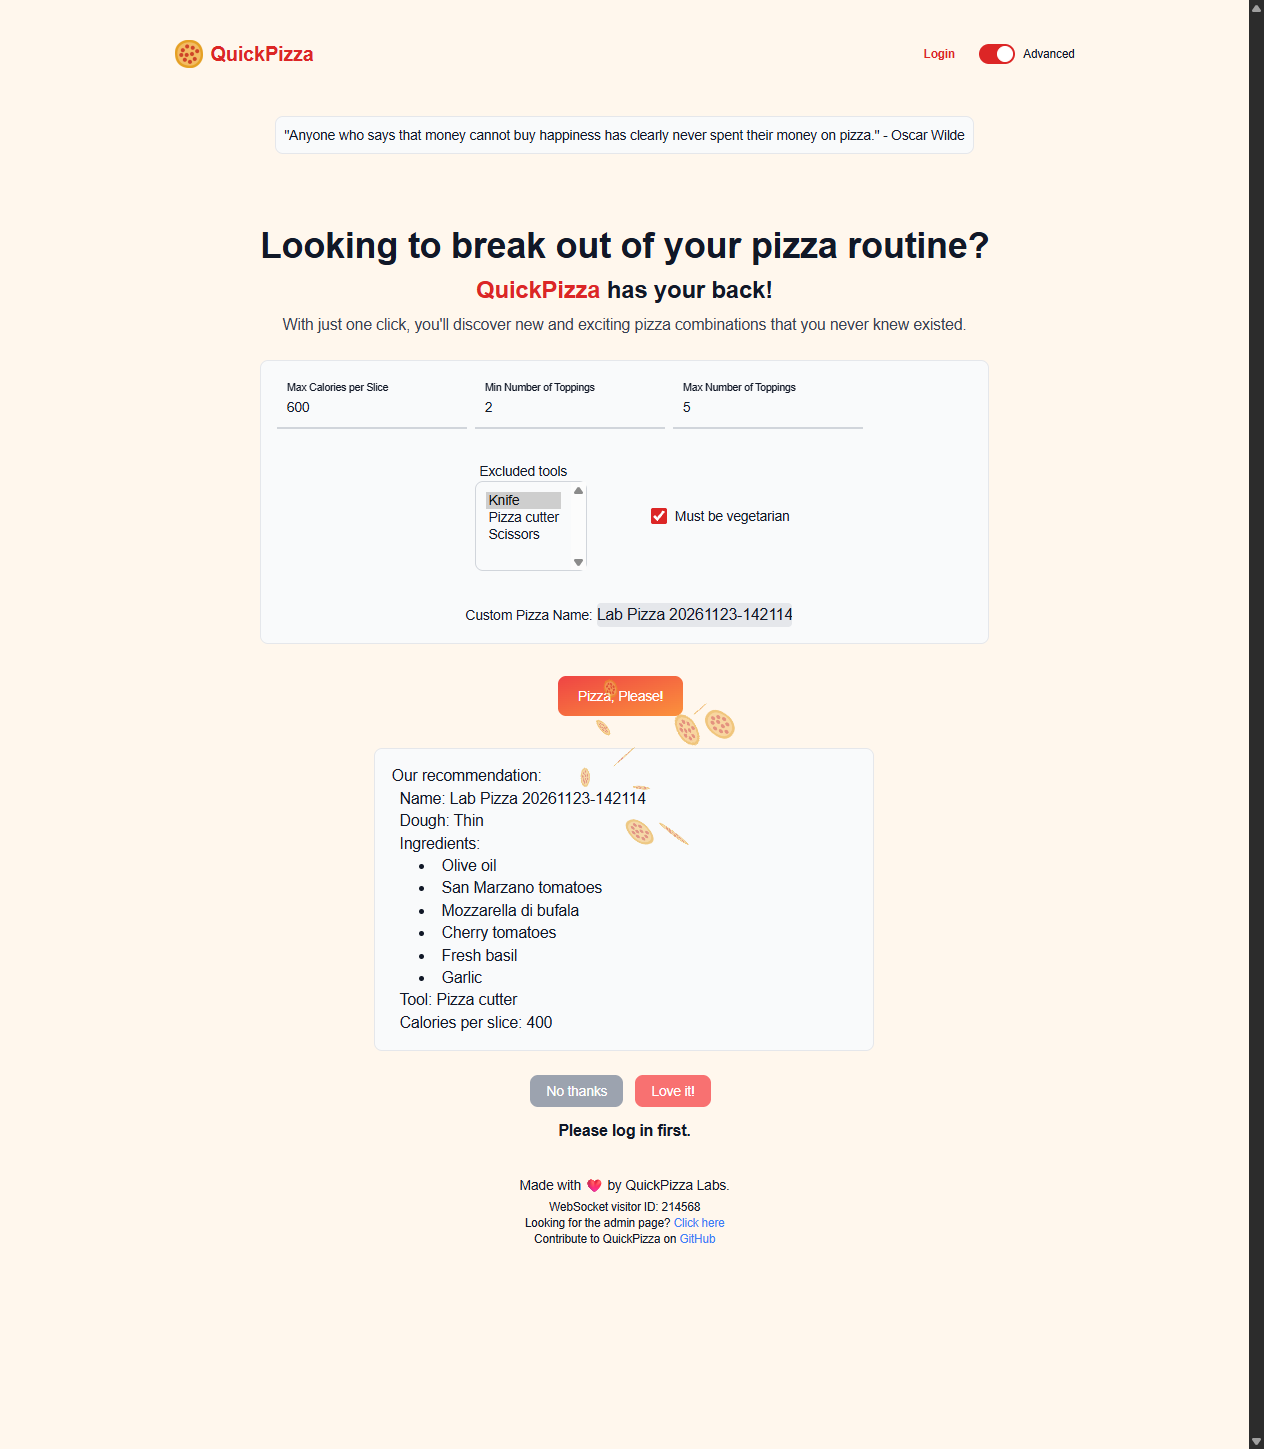 QuickPizza
Login
Advanced
"Anyone who says that money cannot buy happiness has clearly never spent their money on pizza." - Oscar Wilde
Looking to break out of your pizza routine?
QuickPizza has your back!
With just one click, you'll discover new and exciting pizza combinations that you never knew existed.
Max Calories per Slice
600
Min Number of Toppings
2
Max Number of Toppings
5
Excluded tools
Knife
Pizza cutter
Scissors
Must be vegetarian
Custom Pizza Name: Lab Pizza 20261123-142114
Pizza, Please!
Our recommendation:
Name: Lab Pizza 20261123-142114
Dough: Thin
Ingredients:
• Olive oil
• San Marzano tomatoes
• Mozzarella di bufala
• Cherry tomatoes
• Fresh basil
• Garlic
Tool: Pizza cutter
Calories per slice: 400
No thanks
Love it!
Please log in first.
Made with 💖 by QuickPizza Labs.
WebSocket visitor ID: 214568
Looking for the admin page? Click here
Contribute to QuickPizza on GitHub